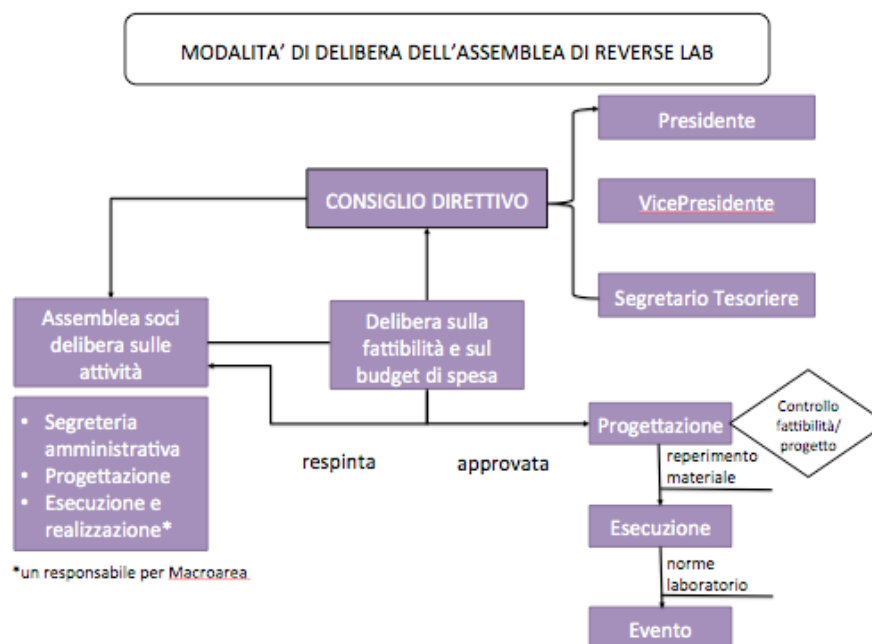 MODALITA’ DI DELIBERA DELL’ASSEMBLEA DI REVERSE LAB
Presidente
CONSIGLIO DIRETTIVO
VicePresidente
Segretario Tesoriere
Assemblea soci
delibera sulle
attività
Delibera sulla
fattibilità e sul
budget di spesa
• Segreteria
amministrativa
• Progettazione
• Esecuzione e
realizzazione*
*un responsabile per Macroarea
respinta
approvata
Progettazione
Controllo
fattibilità/
progetto
reperimento
materiale
Esecuzione
norme
laboratorio
Evento